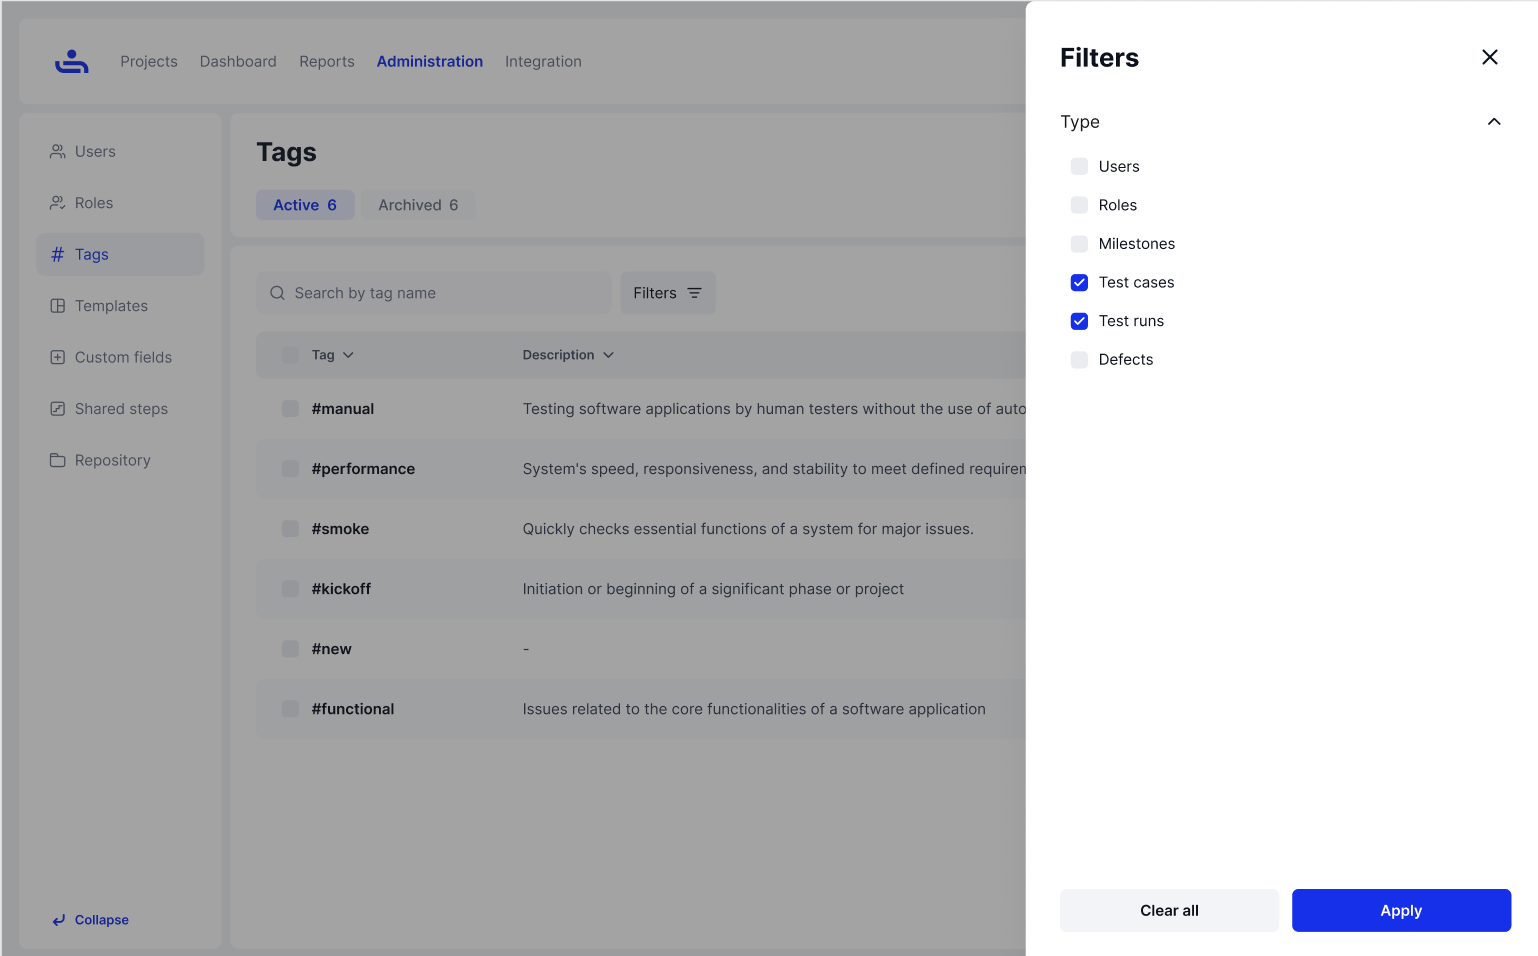 Projects Dashboard Reports Administration Integration
Users
Roles
# Tags
Templates
Custom fields
Shared steps
Repository
Collapse
Tags
Active 6 Archived 6
Search by tag name Filters
Tag Description
#manual Testing software applications by human testers without the use of auto
#performance System's speed, responsiveness, and stability to meet defined requirem
#smoke Quickly checks essential functions of a system for major issues.
#kickoff Initiation or beginning of a significant phase or project
#new -
#functional Issues related to the core functionalities of a software application
Filters
Type
Users
Roles
Milestones
Test cases
Test runs
Defects
Clear all Apply